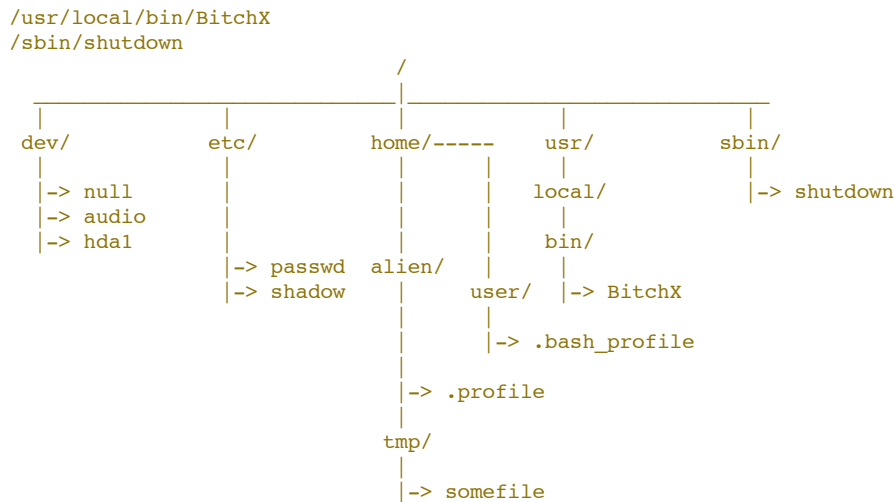 /usr/local/bin/BitchX
/sbin/shutdown
/
dev/ etc/ home/----- usr/ sbin/
|-> null local/ |-> shutdown
|-> audio
|-> hda1 bin/
|-> passwd alien/
|-> shadow user/ |-> BitchX
|-> .bash_profile
|-> .profile
tmp/
|-> somefile